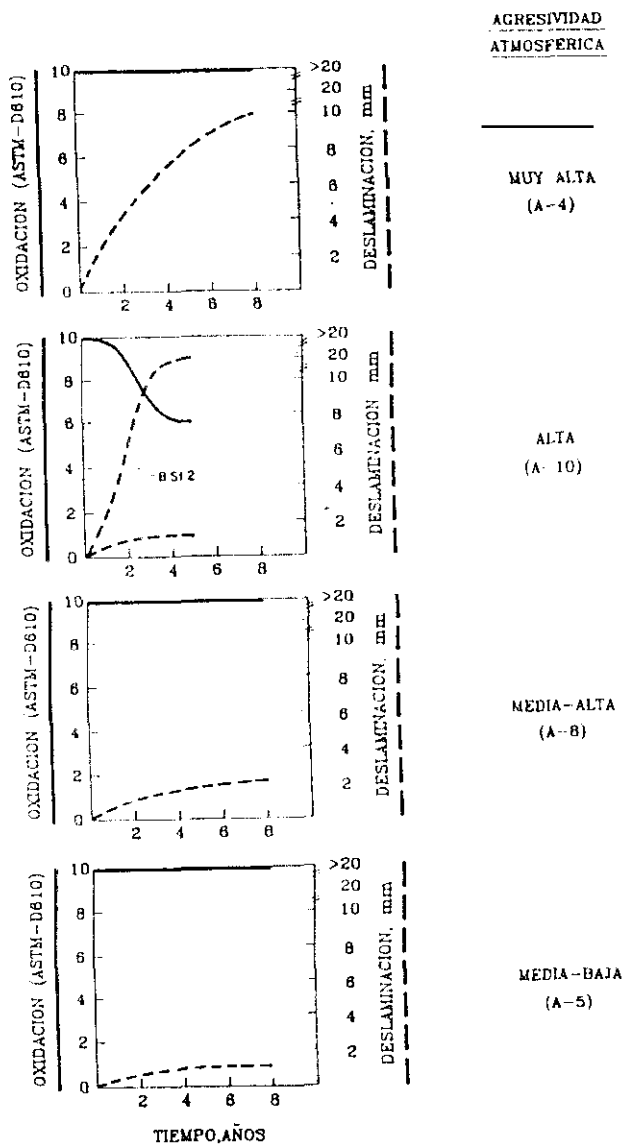 AGRESIVIDAD
ATMOSFERICA
OXIDACION (ASTM-D610)
10
8
6
4
2
0
2 4 6 8
>20
20
10
8
6
4
2
DESLAMINACION, mm
MUY ALTA
(A-4)
OXIDACION (ASTM-D610)
10
8
6
4
2
0
2 4 6 8
>20
20
10
8
6
4
2
DESLAMINACION mm
ALTA
(A-10)
OXIDACION (ASTM-D610)
10
8
6
4
2
0
2 4 6 8
>20
20
10
8
6
4
2
DESLAMINACION, mm
MEDIA-ALTA
(A-8)
OXIDACION (ASTM-D610)
10
8
6
4
2
0
2 4 6 8
>20
20
10
8
6
4
2
DESLAMINACION, mm
MEDIA-BAJA
(A-5)
TIEMPO,AÑOS